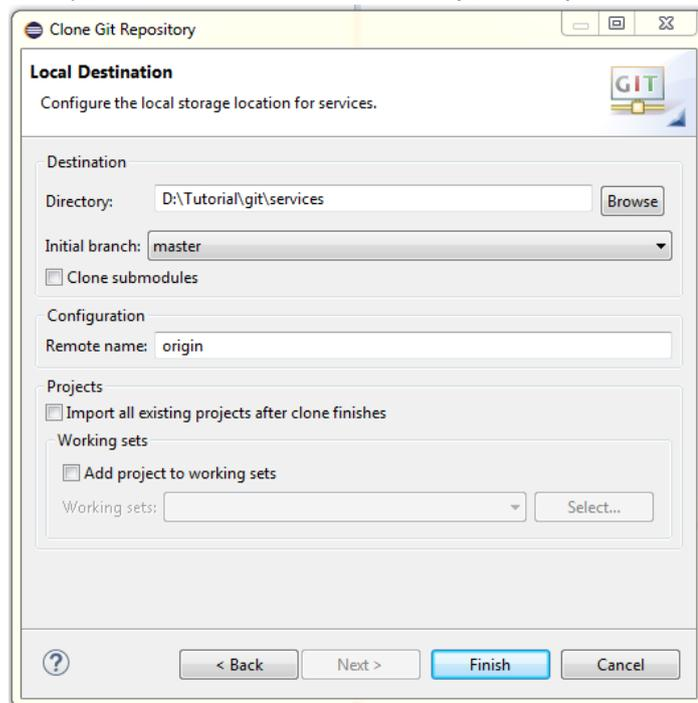 Clone Git Repository
Local Destination
Configure the local storage location for services.
GIT
Destination
Directory: D:\Tutorial\git\services Browse
Initial branch: master
Clone submodules
Configuration
Remote name: origin
Projects
Import all existing projects after clone finishes
Working sets
Add project to working sets
Working sets: Select...
? < Back Next > Finish Cancel